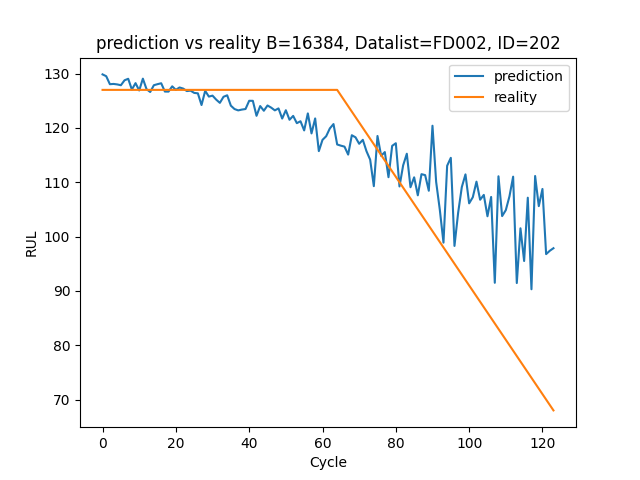 prediction vs reality B=16384, Datalist=FD002, ID=202
prediction
reality
130
120
110
100
90
80
70
RUL
0 20 40 60 80 100 120
Cycle